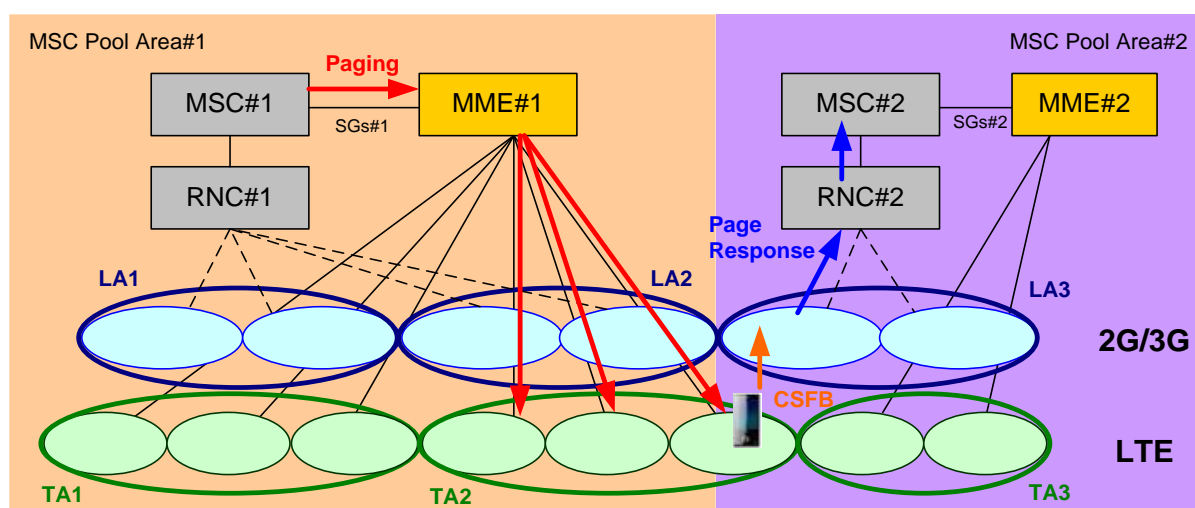 MSC Pool Area#1
MSC Pool Area#2
Paging
MSC#1
MME#1
MSC#2
MME#2
SGs#1
SGs#2
RNC#1
RNC#2
Page
Response
LA1
LA2
LA3
2G/3G
CSFB
LTE
TA1
TA2
TA3